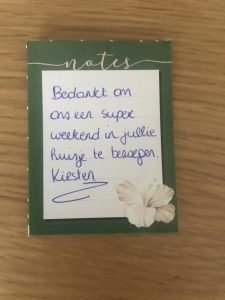 notes
Bedankt om
ons een super
weekend in jullie
huisje te bezorgen.
Kiesten